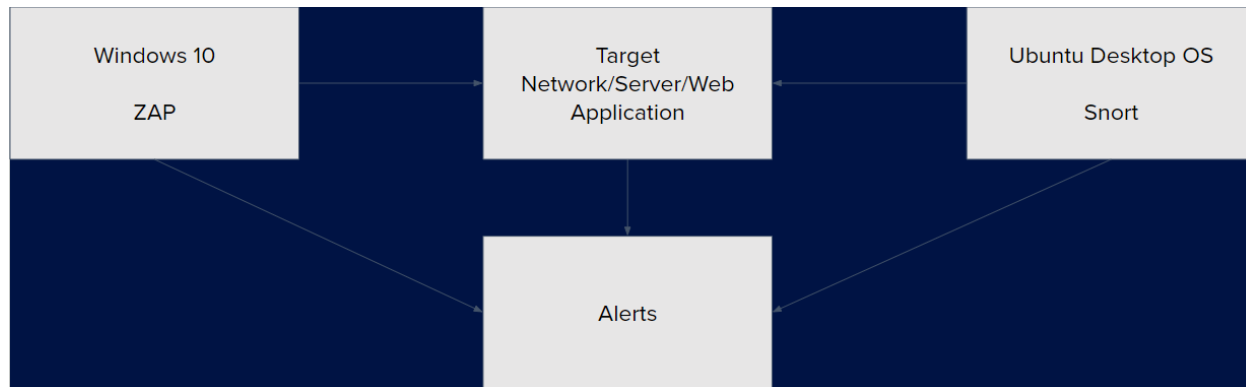 Windows 10
ZAP
Target
Network/Server/Web
Application
Ubuntu Desktop OS
Snort
Alerts